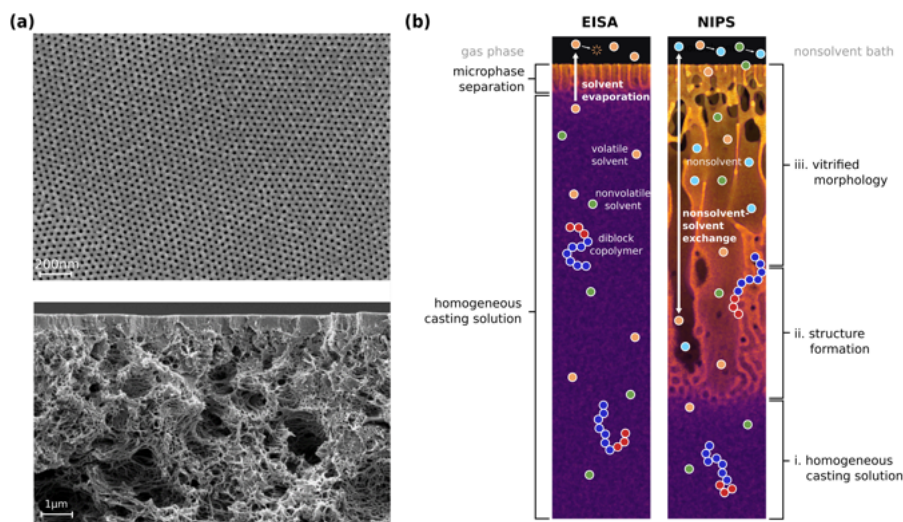 (a)
200nm
1μm
(b)
EISA
NIPS
gas phase
nonsolvent bath
microphase
separation
solvent
evaporation
volatile
solvent
nonvolatile
solvent
diblock
copolymer
homogeneous
casting solution
nonsolvent
nonsolvent-
solvent
exchange
iii. vitrified
morphology
ii. structure
formation
i. homogeneous
casting solution